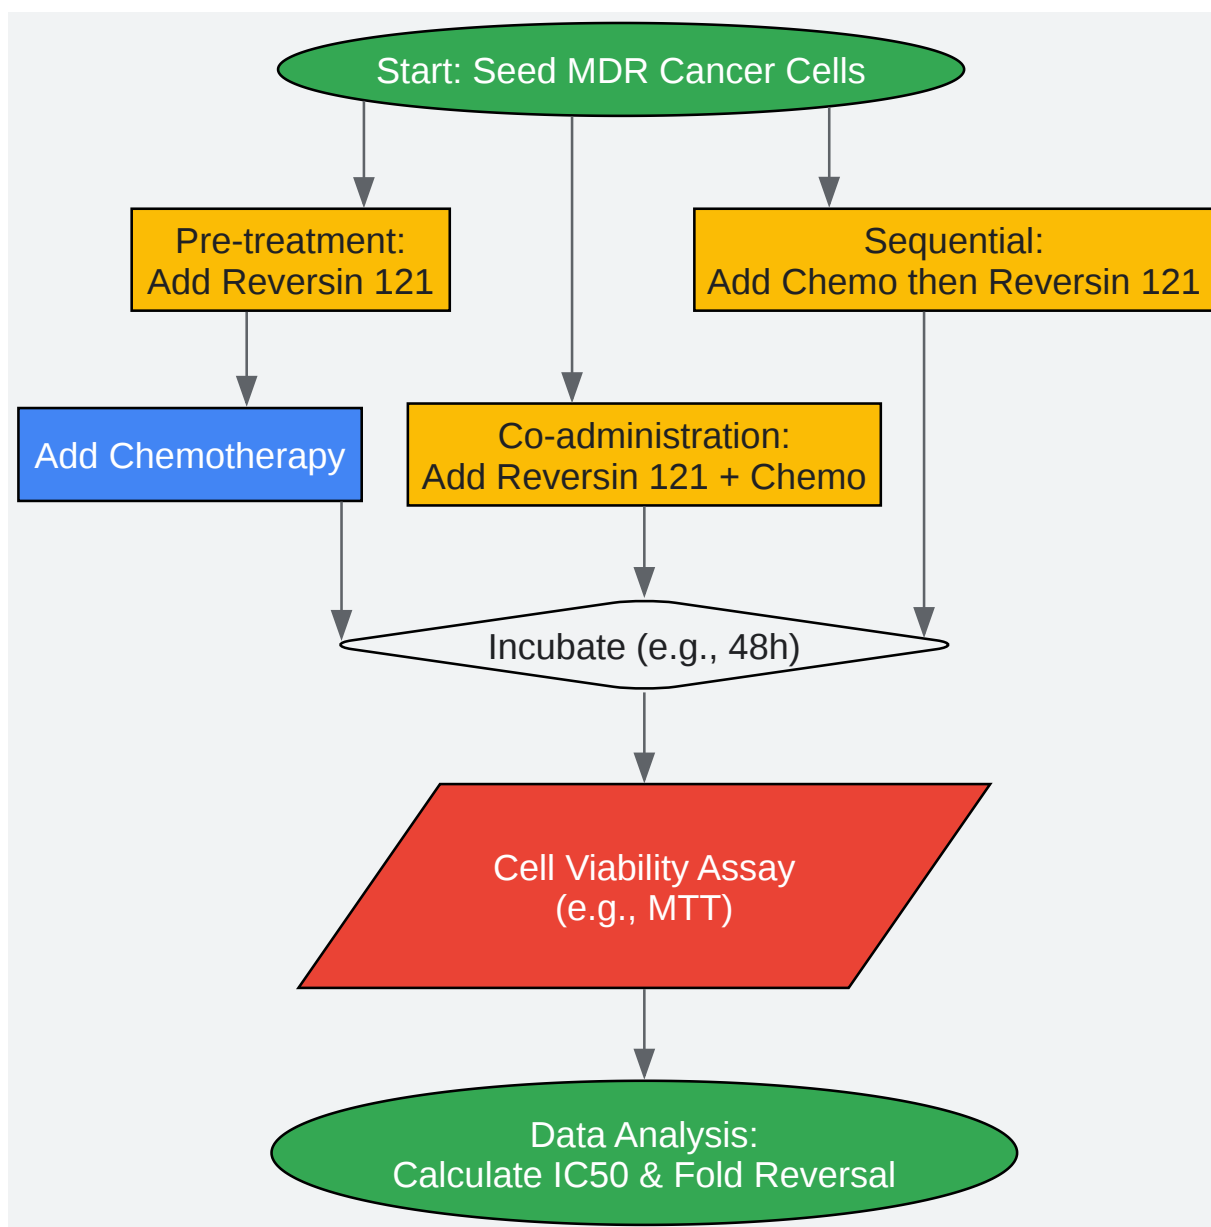 Start: Seed MDR Cancer Cells
Pre-treatment:
Add Reversin 121
Sequential:
Add Chemo then Reversin 121
Add Chemotherapy
Co-administration:
Add Reversin 121 + Chemo
Incubate (e.g., 48h)
Cell Viability Assay
(e.g., MTT)
Data Analysis:
Calculate IC50 & Fold Reversal